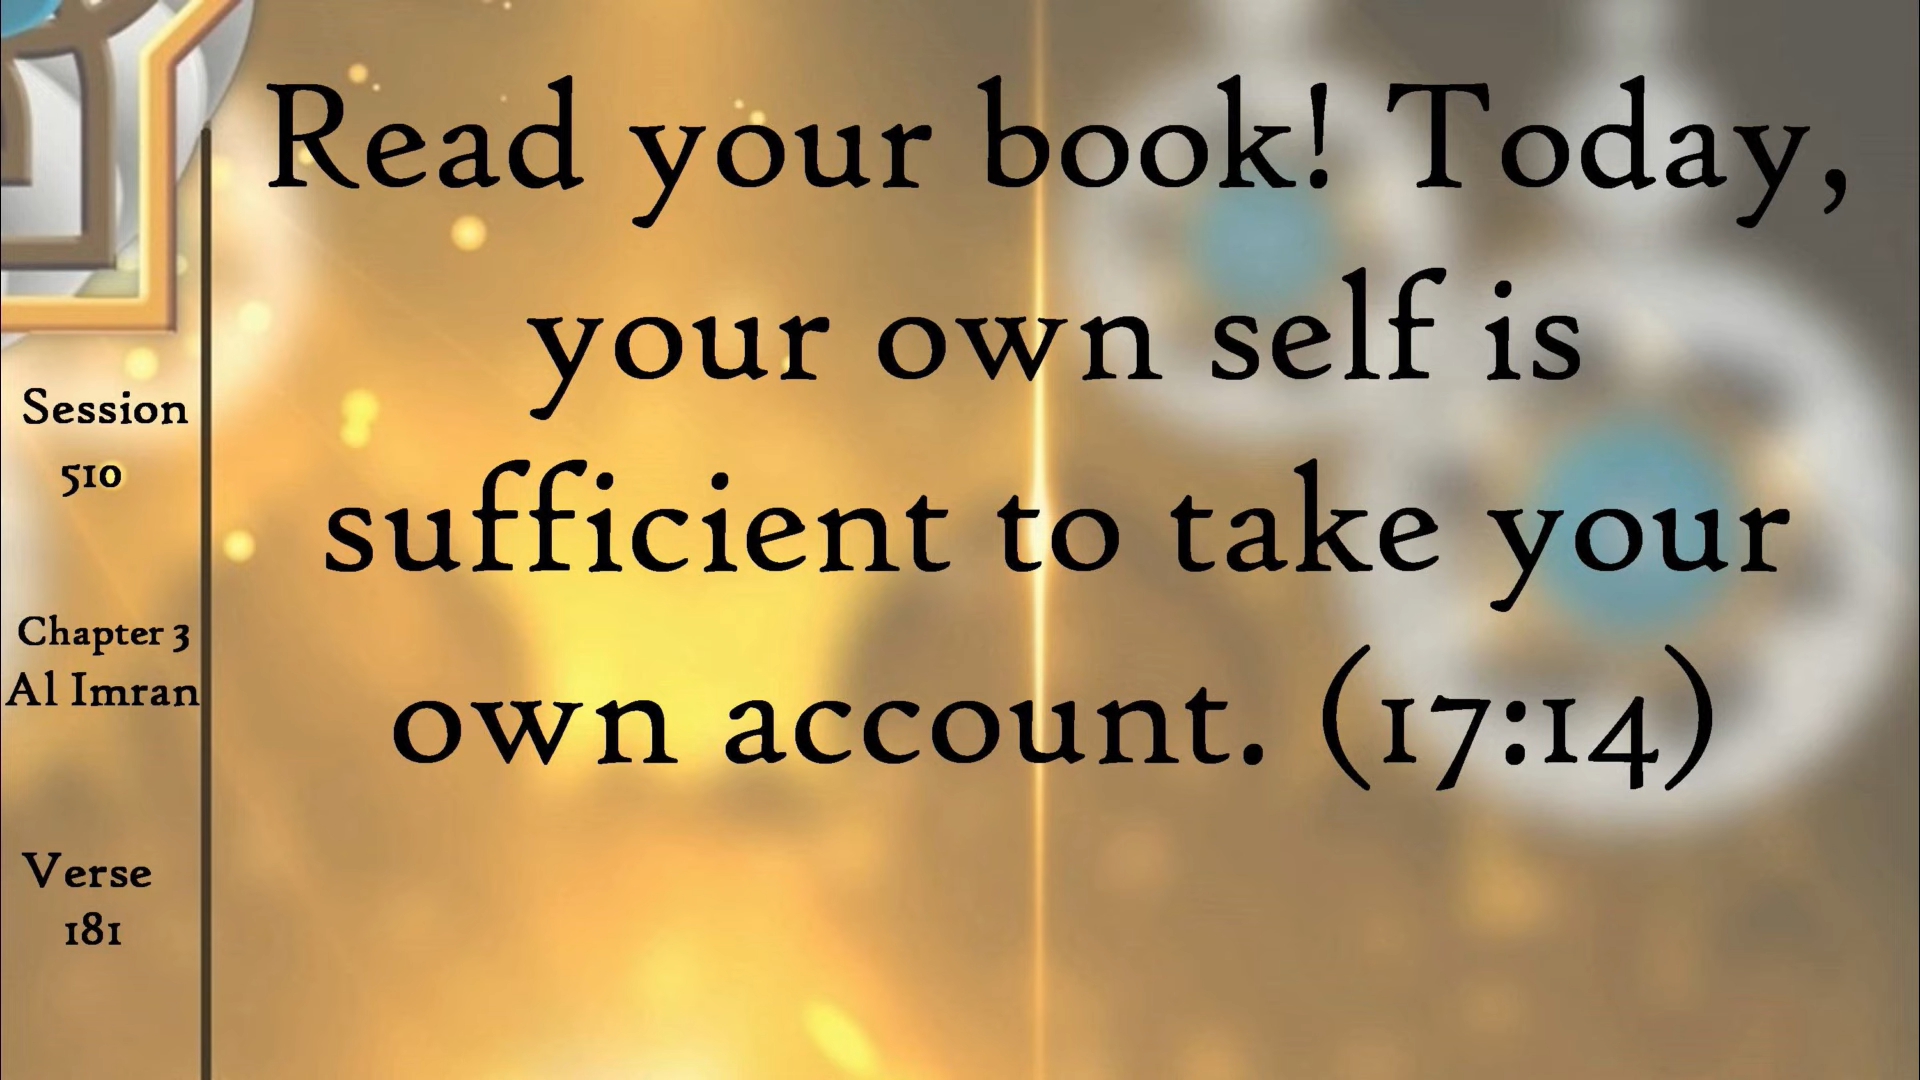 Read your book! Today,
your own self is
sufficient to take your
own account. (17:14)
Session
510
Chapter 3
Al Imran
Verse
181